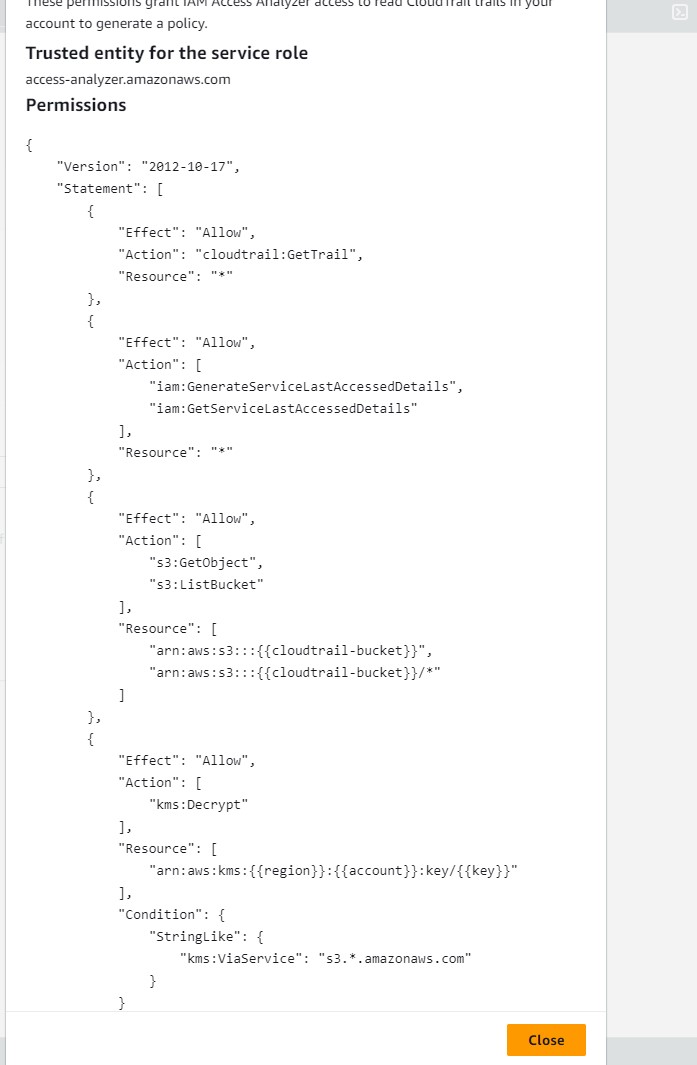 These permissions grant IAM Access Analyzer access to read CloudTrail trails in your
account to generate a policy.
Trusted entity for the service role
access-analyzer.amazonaws.com
Permissions
{
    "Version": "2012-10-17",
    "Statement": [
        {
            "Effect": "Allow",
            "Action": "cloudtrail:GetTrail",
            "Resource": "*"
        },
        {
            "Effect": "Allow",
            "Action": [
                "iam:GenerateServiceLastAccessedDetails",
                "iam:GetServiceLastAccessedDetails"
            ],
            "Resource": "*"
        },
        {
            "Effect": "Allow",
            "Action": [
                "s3:GetObject",
                "s3:ListBucket"
            ],
            "Resource": [
                "arn:aws:s3:::{{cloudtrail-bucket}}",
                "arn:aws:s3:::{{cloudtrail-bucket}}/*"
            ]
        },
        {
            "Effect": "Allow",
            "Action": [
                "kms:Decrypt"
            ],
            "Resource": [
                "arn:aws:kms:{{region}}:{{account}}:key/{{key}}"
            ],
            "Condition": {
                "StringLike": {
                    "kms:ViaService": "s3.*.amazonaws.com"
                }
            }
Close